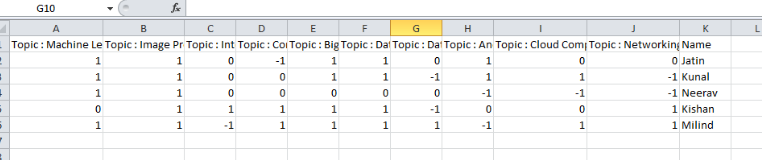 G10 fx
A B C D E F G H I J K L
Topic : Machine Le Topic : Image Pr Topic : Int Topic : Co Topic : Big Topic : Dat Topic : Dat Topic : An Topic : Cloud Comp Topic : Networking Name
1 1 0 -1 1 1 0 1 0 0 Jatin
1 1 0 0 1 1 -1 1 1 -1 Kunal
1 1 0 0 0 0 0 -1 -1 -1 Neerav
0 1 1 1 1 1 -1 0 0 1 Kishan
1 1 -1 1 1 1 1 -1 1 1 Milind